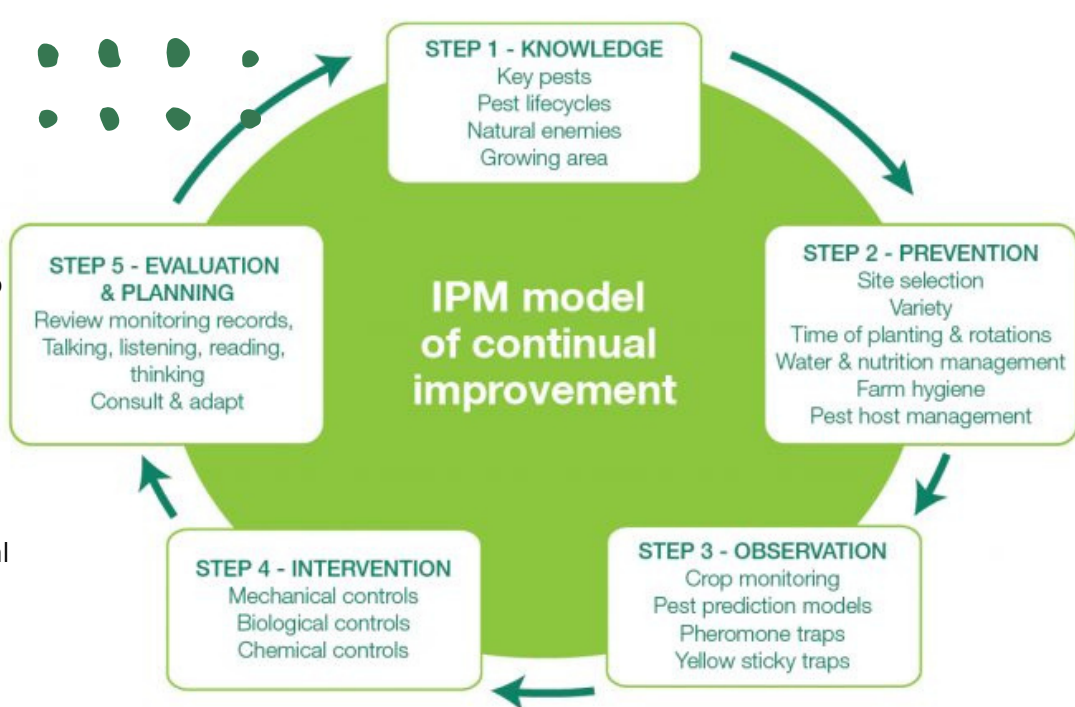 STEP 1 - KNOWLEDGE
Key pests
Pest lifecycles
Natural enemies
Growing area
STEP 2 - PREVENTION
Site selection
Variety
Time of planting & rotations
Water & nutrition management
Farm hygiene
Pest host management
STEP 3 - OBSERVATION
Crop monitoring
Pest prediction models
Pheromone traps
Yellow sticky traps
STEP 4 - INTERVENTION
Mechanical controls
Biological controls
Chemical controls
STEP 5 - EVALUATION
& PLANNING
Review monitoring records,
Talking, listening, reading,
thinking
Consult & adapt
IPM model
of continual
improvement